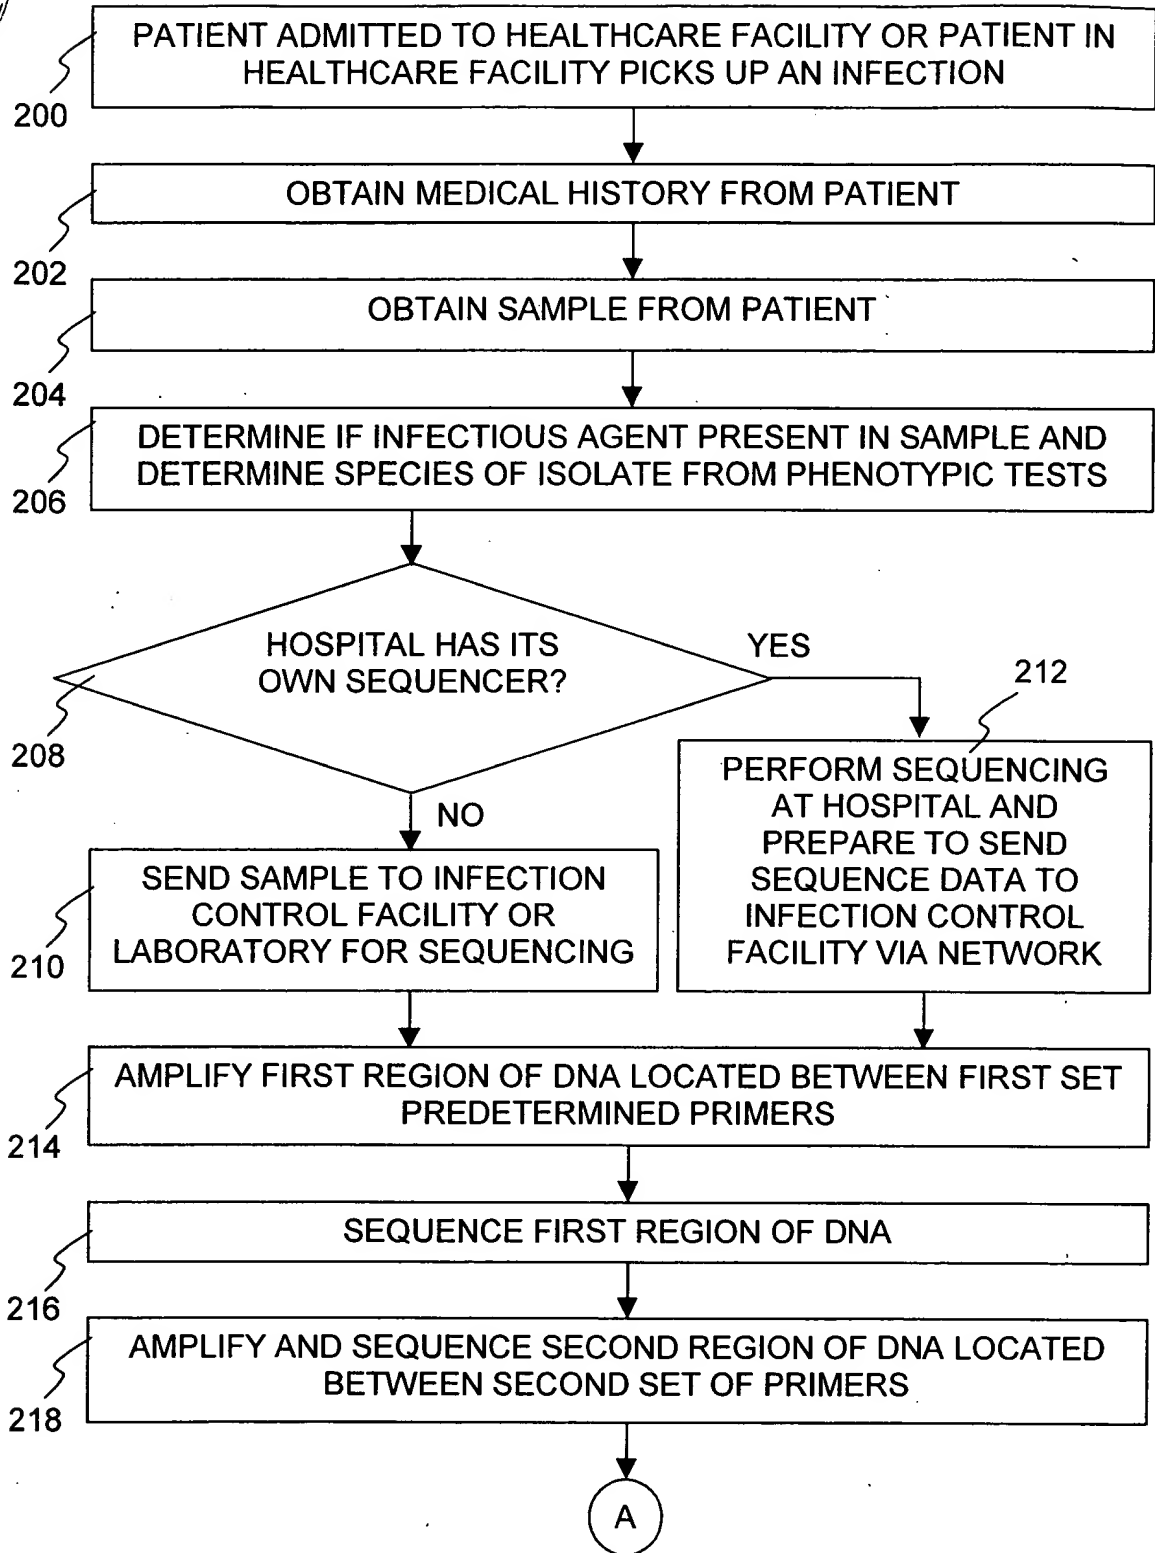 PATIENT ADMITTED TO HEALTHCARE FACILITY OR PATIENT IN
HEALTHCARE FACILITY PICKS UP AN INFECTION
200
OBTAIN MEDICAL HISTORY FROM PATIENT
202
OBTAIN SAMPLE FROM PATIENT
204
DETERMINE IF INFECTIOUS AGENT PRESENT IN SAMPLE AND
DETERMINE SPECIES OF ISOLATE FROM PHENOTYPIC TESTS
206
HOSPITAL HAS ITS
OWN SEQUENCER?
208
YES
NO
212
PERFORM SEQUENCING
AT HOSPITAL AND
PREPARE TO SEND
SEQUENCE DATA TO
INFECTION CONTROL
FACILITY VIA NETWORK
SEND SAMPLE TO INFECTION
CONTROL FACILITY OR
LABORATORY FOR SEQUENCING
210
AMPLIFY FIRST REGION OF DNA LOCATED BETWEEN FIRST SET
PREDETERMINED PRIMERS
214
SEQUENCE FIRST REGION OF DNA
216
AMPLIFY AND SEQUENCE SECOND REGION OF DNA LOCATED
BETWEEN SECOND SET OF PRIMERS
218
A